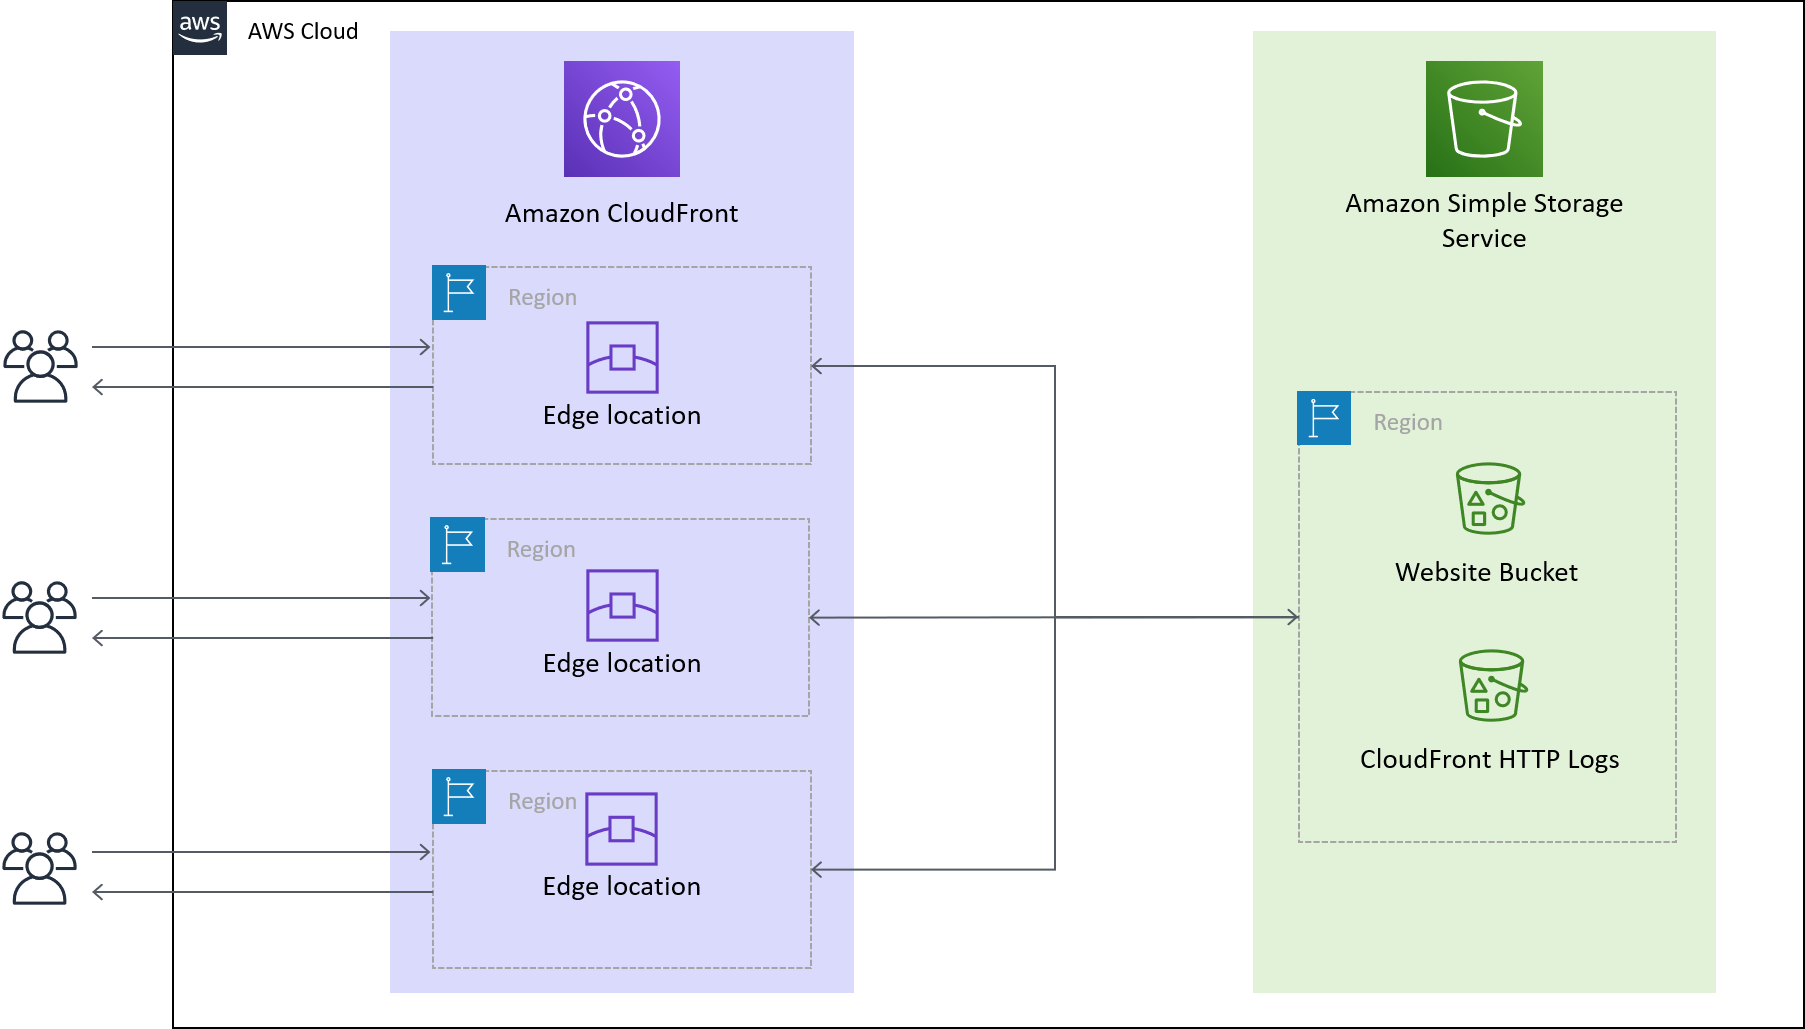 aws
AWS Cloud
Amazon CloudFront
Region
Edge location
Region
Edge location
Region
Edge location
Amazon Simple Storage
Service
Region
Website Bucket
CloudFront HTTP Logs